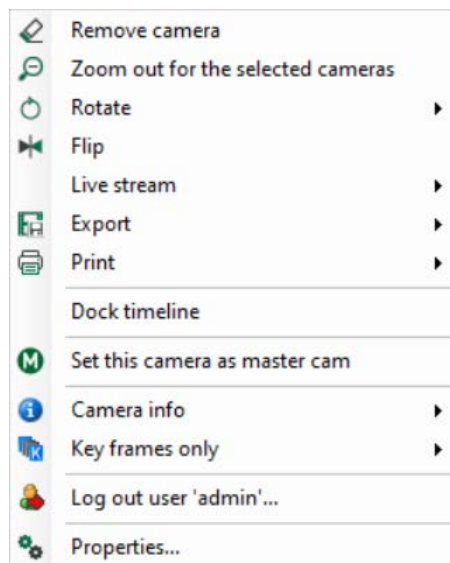 Remove camera
Zoom out for the selected cameras
Rotate
Flip
Live stream
Export
Print
Dock timeline
M Set this camera as master cam
i Camera info
K Key frames only
Log out user 'admin'...
Properties...